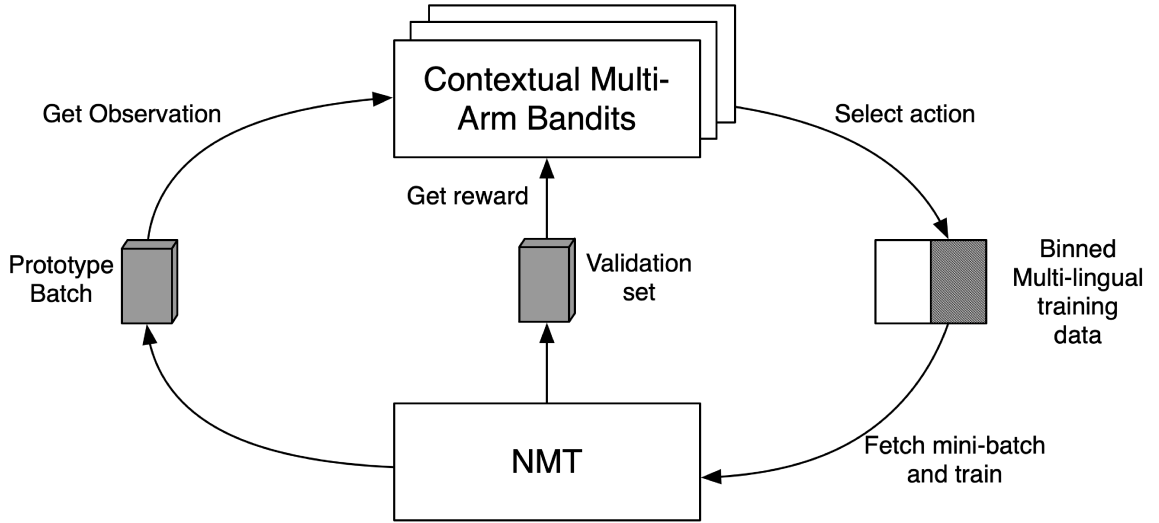 Contextual Multi-
Arm Bandits
Get Observation
Select action
Get reward
Prototype
Batch
Validation
set
Binned
Multi-lingual
training
data
NMT
Fetch mini-batch
and train